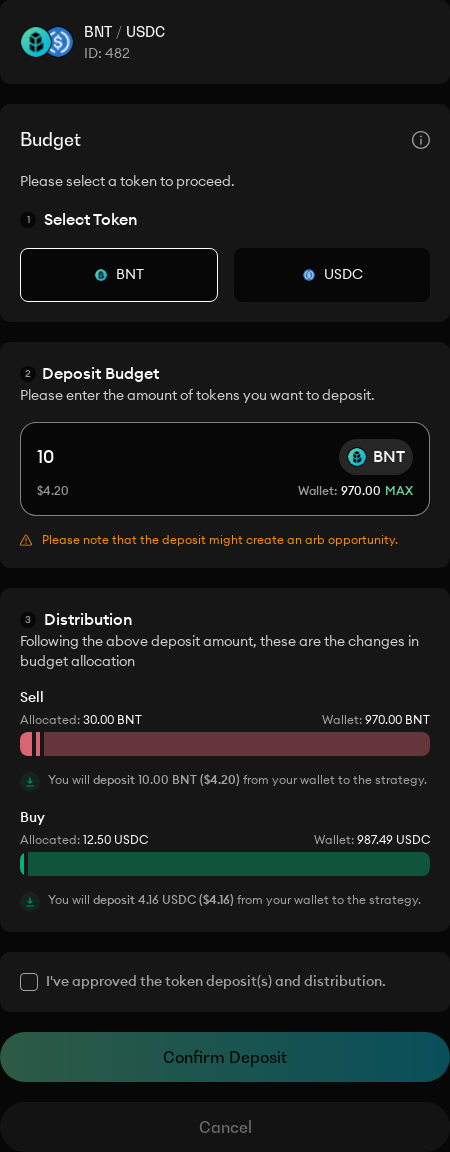 BNT / USDC
ID: 482
Budget
Please select a token to proceed.
1 Select Token
BNT
USDC
2 Deposit Budget
Please enter the amount of tokens you want to deposit.
10
BNT
$4.20
Wallet: 970.00 MAX
Please note that the deposit might create an arb opportunity.
3 Distribution
Following the above deposit amount, these are the changes in
budget allocation
Sell
Allocated: 30.00 BNT
Wallet: 970.00 BNT
You will deposit 10.00 BNT ($4.20) from your wallet to the strategy.
Buy
Allocated: 12.50 USDC
Wallet: 987.49 USDC
You will deposit 4.16 USDC ($4.16) from your wallet to the strategy.
I've approved the token deposit(s) and distribution.
Confirm Deposit
Cancel